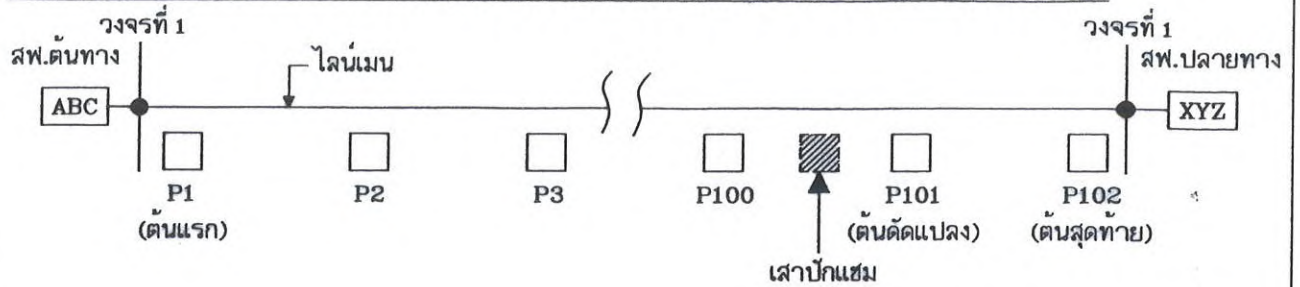 วงจรที่ 1
วงจรที่ 1
สฟ.ต้นทาง
ไลน์เมน
สฟ.ปลายทาง
ABC
XYZ
P1
P2
P3
P100
P101
P102
(ต้นแรก)
(ต้นดัดแปลง)
(ต้นสุดท้าย)
เสาปักแซม